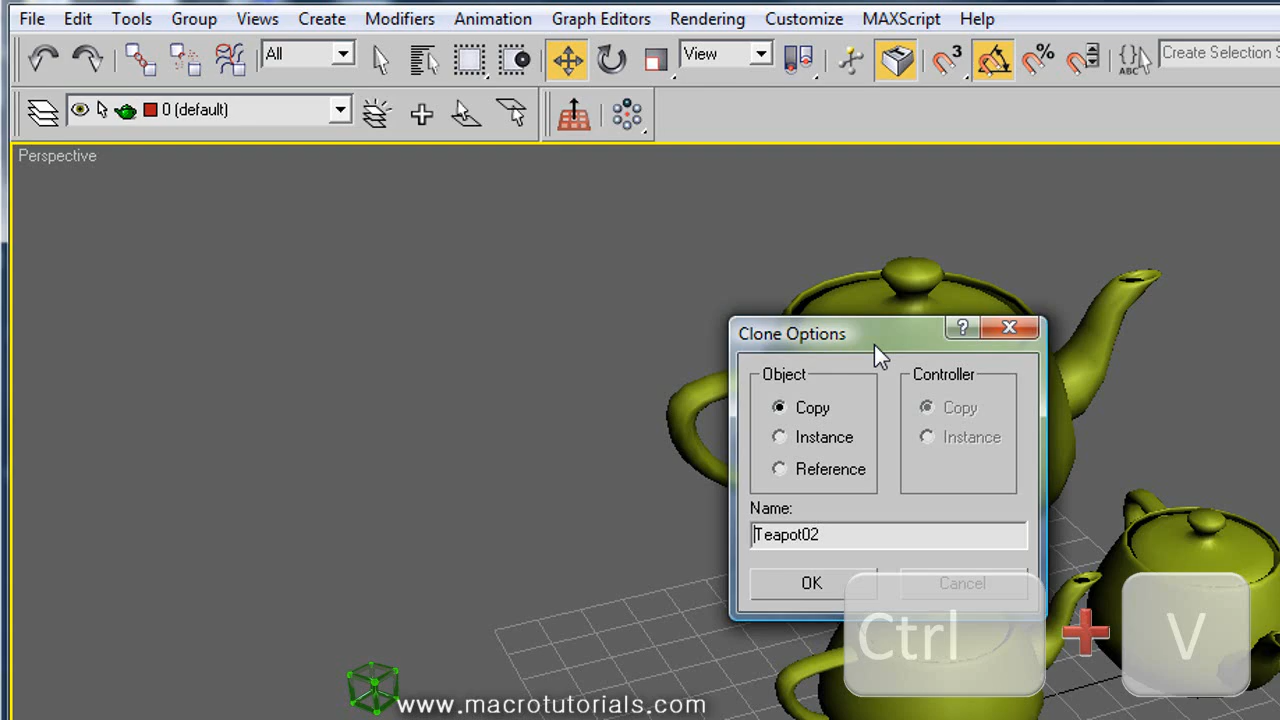 File Edit Tools Group Views Create Modifiers Animation Graph Editors Rendering Customize MAXScript Help
All View 3 % {} ABC Create Selection S
0 (default)
Perspective
Clone Options ? X
Object Controller
Copy Copy
Instance Instance
Reference
Name:
Teapot02
OK Cancel
Ctrl + V
www.macrotutorials.com